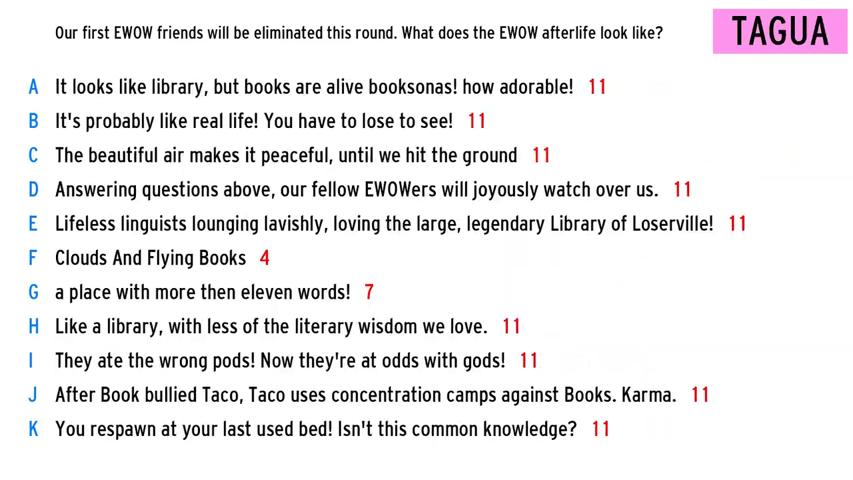 Our first EWOW friends will be eliminated this round. What does the EWOW afterlife look like?
TAGUA
A It looks like library, but books are alive booksonas! how adorable! 11
B It's probably like real life! You have to lose to see! 11
C The beautiful air makes it peaceful, until we hit the ground 11
D Answering questions above, our fellow EWOWers will joyously watch over us. 11
E Lifeless linguists lounging lavishly, loving the large, legendary Library of Loserville! 11
F Clouds And Flying Books 4
G a place with more then eleven words! 7
H Like a library, with less of the literary wisdom we love. 11
I They ate the wrong pods! Now they're at odds with gods! 11
J After Book bullied Taco, Taco uses concentration camps against Books. Karma. 11
K You respawn at your last used bed! Isn't this common knowledge? 11